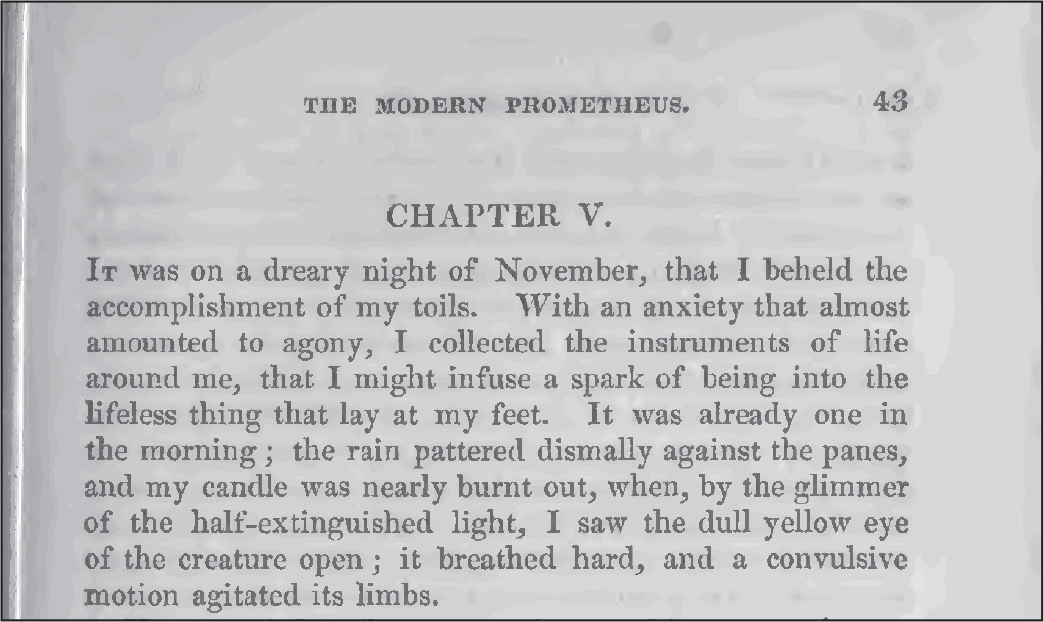 THE MODERN PROMETHEUS. 43
CHAPTER V.
IT was on a dreary night of November, that I beheld the
accomplishment of my toils. With an anxiety that almost
amounted to agony, I collected the instruments of life
around me, that I might infuse a spark of being into the
lifeless thing that lay at my feet. It was already one in
the morning; the rain pattered dismally against the panes,
and my candle was nearly burnt out, when, by the glimmer
of the half-extinguished light, I saw the dull yellow eye
of the creature open; it breathed hard, and a convulsive
motion agitated its limbs.